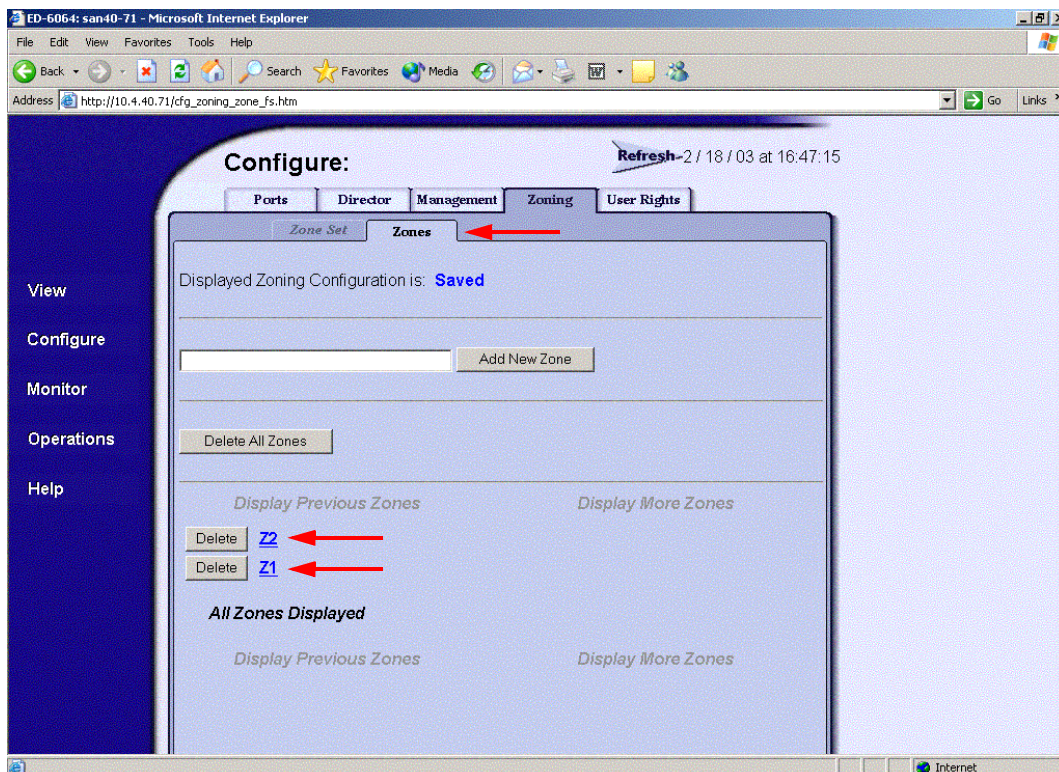 ED-6064: san40-71 - Microsoft Internet Explorer
File Edit View Favorites Tools Help
Back Search Favorites Media
Address http://10.4.40.71/cfg_zoning_zone_fs.htm Go Links
Configure: Refresh-2 / 18 / 03 at 16:47:15
Ports Director Management Zoning User Rights
Zone Set Zones
Displayed Zoning Configuration is: Saved
View
Configure
Add New Zone
Monitor
Operations
Delete All Zones
Help
Display Previous Zones Display More Zones
Delete Z2
Delete Z1
All Zones Displayed
Display Previous Zones Display More Zones
Internet